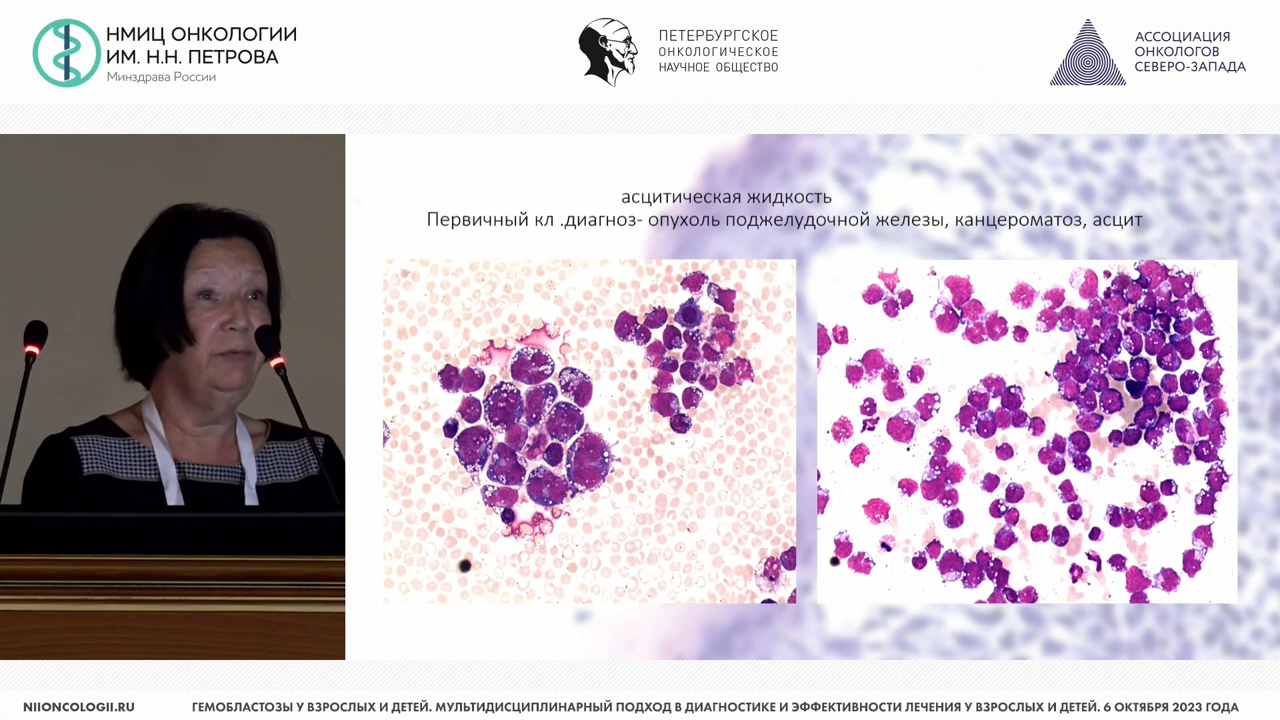 НМИЦ ОНКОЛОГИИ
ИМ. Н.Н. ПЕТРОВА
Минздрава России
ПЕТЕРБУРГСКОЕ
ОНКОЛОГИЧЕСКОЕ
НАУЧНОЕ ОБЩЕСТВО
АССОЦИАЦИЯ
ОНКОЛОГОВ
СЕВЕРО-ЗАПАДА
асцитическая жидкость
Первичный кл .диагноз- опухоль поджелудочной железы, канцероматоз, асцит
NIIONCOLOGII.RU
ГЕМОБЛАСТОЗЫ У ВЗРОСЛЫХ И ДЕТЕЙ. МУЛЬТИДИСЦИПЛИНАРНЫЙ ПОДХОД В ДИАГНОСТИКЕ И ЭФФЕКТИВНОСТИ ЛЕЧЕНИЯ У ВЗРОСЛЫХ И ДЕТЕЙ. 6 ОКТЯБРЯ 2023 ГОДА